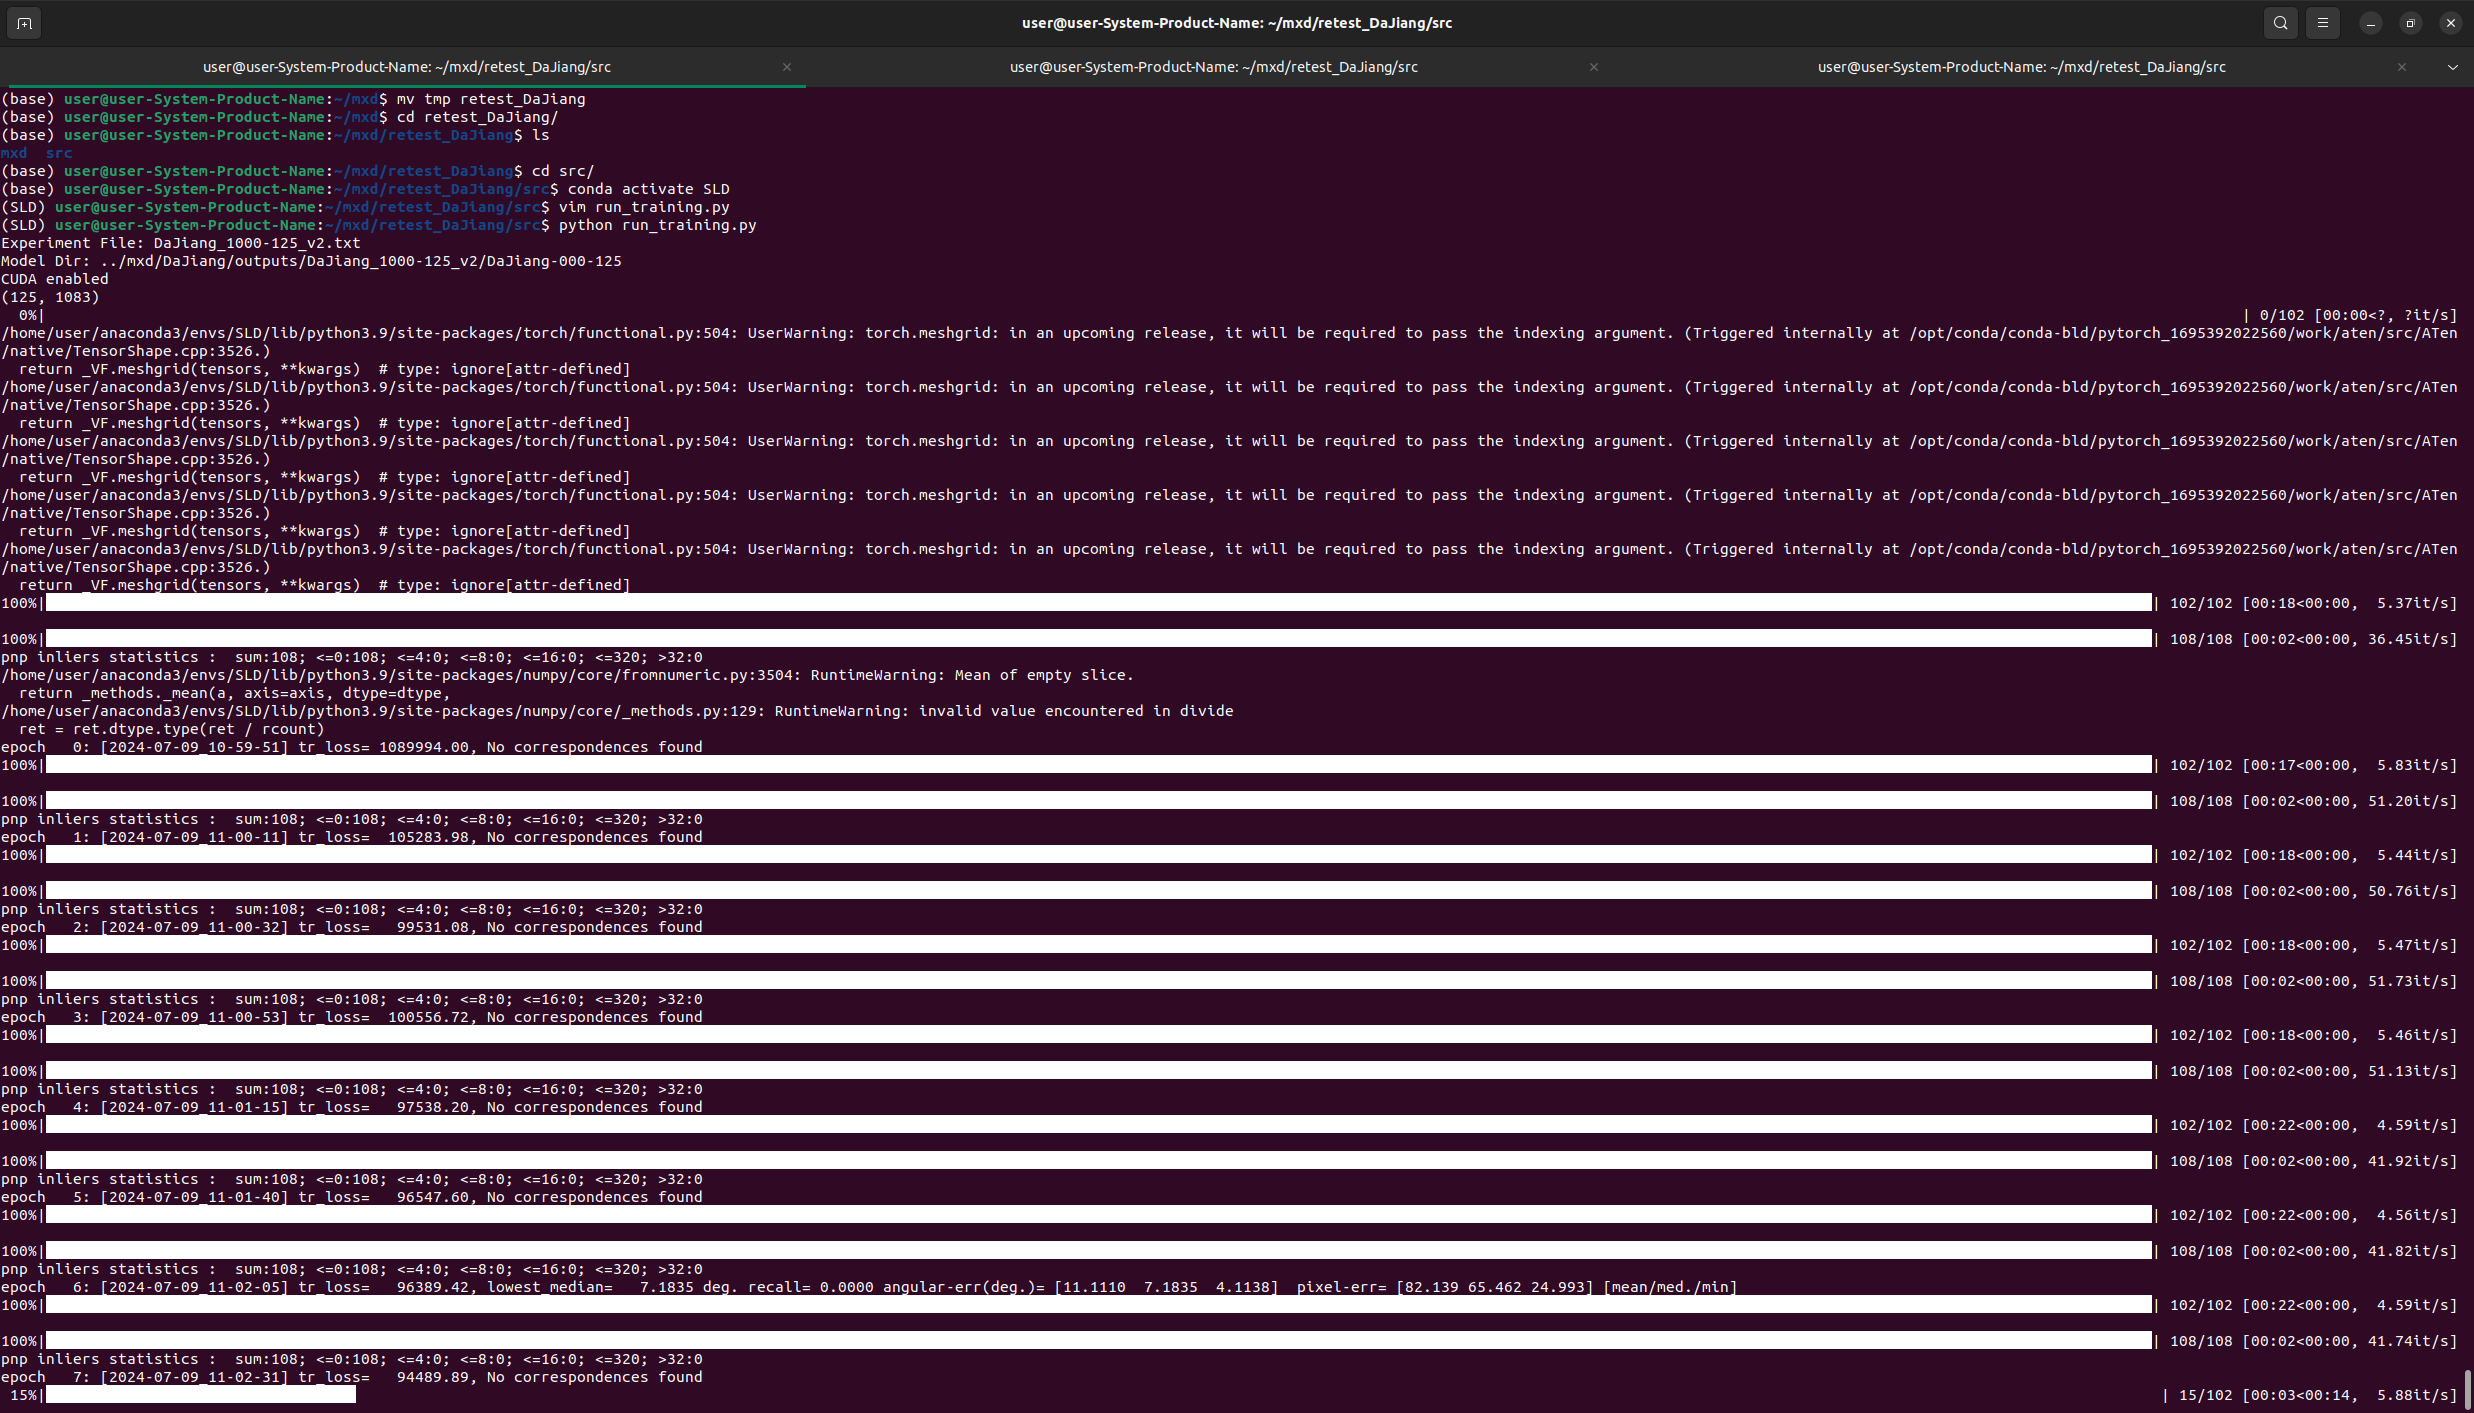 user@user-System-Product-Name: ~/mxd/retest_DaJiang/src
user@user-System-Product-Name: ~/mxd/retest_DaJiang/src × user@user-System-Product-Name: ~/mxd/retest_DaJiang/src × user@user-System-Product-Name: ~/mxd/retest_DaJiang/src ×
(base) user@user-System-Product-Name:~/mxd$ mv tmp retest_DaJiang
(base) user@user-System-Product-Name:~/mxd$ cd retest_DaJiang/
(base) user@user-System-Product-Name:~/mxd/retest_DaJiang$ ls
mxd  src
(base) user@user-System-Product-Name:~/mxd/retest_DaJiang$ cd src/
(base) user@user-System-Product-Name:~/mxd/retest_DaJiang/src$ conda activate SLD
(SLD) user@user-System-Product-Name:~/mxd/retest_DaJiang/src$ vim run_training.py
(SLD) user@user-System-Product-Name:~/mxd/retest_DaJiang/src$ python run_training.py
Experiment File: DaJiang_1000-125_v2.txt
Model Dir: ../mxd/DaJiang/outputs/DaJiang_1000-125_v2/DaJiang-000-125
CUDA enabled
(125, 1083)
  0%| | 0/102 [00:00<?, ?it/s]
/home/user/anaconda3/envs/SLD/lib/python3.9/site-packages/torch/functional.py:504: UserWarning: torch.meshgrid: in an upcoming release, it will be required to pass the indexing argument. (Triggered internally at /opt/conda/conda-bld/pytorch_1695392022560/work/aten/src/ATen
/native/TensorShape.cpp:3526.)
  return _VF.meshgrid(tensors, **kwargs)  # type: ignore[attr-defined]
/home/user/anaconda3/envs/SLD/lib/python3.9/site-packages/torch/functional.py:504: UserWarning: torch.meshgrid: in an upcoming release, it will be required to pass the indexing argument. (Triggered internally at /opt/conda/conda-bld/pytorch_1695392022560/work/aten/src/ATen
/native/TensorShape.cpp:3526.)
  return _VF.meshgrid(tensors, **kwargs)  # type: ignore[attr-defined]
/home/user/anaconda3/envs/SLD/lib/python3.9/site-packages/torch/functional.py:504: UserWarning: torch.meshgrid: in an upcoming release, it will be required to pass the indexing argument. (Triggered internally at /opt/conda/conda-bld/pytorch_1695392022560/work/aten/src/ATen
/native/TensorShape.cpp:3526.)
  return _VF.meshgrid(tensors, **kwargs)  # type: ignore[attr-defined]
/home/user/anaconda3/envs/SLD/lib/python3.9/site-packages/torch/functional.py:504: UserWarning: torch.meshgrid: in an upcoming release, it will be required to pass the indexing argument. (Triggered internally at /opt/conda/conda-bld/pytorch_1695392022560/work/aten/src/ATen
/native/TensorShape.cpp:3526.)
  return _VF.meshgrid(tensors, **kwargs)  # type: ignore[attr-defined]
/home/user/anaconda3/envs/SLD/lib/python3.9/site-packages/torch/functional.py:504: UserWarning: torch.meshgrid: in an upcoming release, it will be required to pass the indexing argument. (Triggered internally at /opt/conda/conda-bld/pytorch_1695392022560/work/aten/src/ATen
/native/TensorShape.cpp:3526.)
  return _VF.meshgrid(tensors, **kwargs)  # type: ignore[attr-defined]
100%| | 102/102 [00:18<00:00,  5.37it/s]
100%| | 108/108 [00:02<00:00, 36.45it/s]
pnp inliers statistics :  sum:108; <=0:108; <=4:0; <=8:0; <=16:0; <=320; >32:0
/home/user/anaconda3/envs/SLD/lib/python3.9/site-packages/numpy/core/fromnumeric.py:3504: RuntimeWarning: Mean of empty slice.
  return _methods._mean(a, axis=axis, dtype=dtype,
/home/user/anaconda3/envs/SLD/lib/python3.9/site-packages/numpy/core/_methods.py:129: RuntimeWarning: invalid value encountered in divide
  ret = ret.dtype.type(ret / rcount)
epoch   0: [2024-07-09_10-59-51] tr_loss= 1089994.00, No correspondences found
100%| | 102/102 [00:17<00:00,  5.83it/s]
100%| | 108/108 [00:02<00:00, 51.20it/s]
pnp inliers statistics :  sum:108; <=0:108; <=4:0; <=8:0; <=16:0; <=320; >32:0
epoch   1: [2024-07-09_11-00-11] tr_loss=  105283.98, No correspondences found
100%| | 102/102 [00:18<00:00,  5.44it/s]
100%| | 108/108 [00:02<00:00, 50.76it/s]
pnp inliers statistics :  sum:108; <=0:108; <=4:0; <=8:0; <=16:0; <=320; >32:0
epoch   2: [2024-07-09_11-00-32] tr_loss=   99531.08, No correspondences found
100%| | 102/102 [00:18<00:00,  5.47it/s]
100%| | 108/108 [00:02<00:00, 51.73it/s]
pnp inliers statistics :  sum:108; <=0:108; <=4:0; <=8:0; <=16:0; <=320; >32:0
epoch   3: [2024-07-09_11-00-53] tr_loss=  100556.72, No correspondences found
100%| | 102/102 [00:18<00:00,  5.46it/s]
100%| | 108/108 [00:02<00:00, 51.13it/s]
pnp inliers statistics :  sum:108; <=0:108; <=4:0; <=8:0; <=16:0; <=320; >32:0
epoch   4: [2024-07-09_11-01-15] tr_loss=   97538.20, No correspondences found
100%| | 102/102 [00:22<00:00,  4.59it/s]
100%| | 108/108 [00:02<00:00, 41.92it/s]
pnp inliers statistics :  sum:108; <=0:108; <=4:0; <=8:0; <=16:0; <=320; >32:0
epoch   5: [2024-07-09_11-01-40] tr_loss=   96547.60, No correspondences found
100%| | 102/102 [00:22<00:00,  4.56it/s]
100%| | 108/108 [00:02<00:00, 41.82it/s]
pnp inliers statistics :  sum:108; <=0:108; <=4:0; <=8:0; <=16:0; <=320; >32:0
epoch   6: [2024-07-09_11-02-05] tr_loss=   96389.42, lowest_median=   7.1835 deg. recall= 0.0000 angular-err(deg.)= [11.1110  7.1835  4.1138]  pixel-err= [82.139 65.462 24.993] [mean/med./min]
100%| | 102/102 [00:22<00:00,  4.59it/s]
100%| | 108/108 [00:02<00:00, 41.74it/s]
pnp inliers statistics :  sum:108; <=0:108; <=4:0; <=8:0; <=16:0; <=320; >32:0
epoch   7: [2024-07-09_11-02-31] tr_loss=   94489.89, No correspondences found
 15%| | 15/102 [00:03<00:14,  5.88it/s]